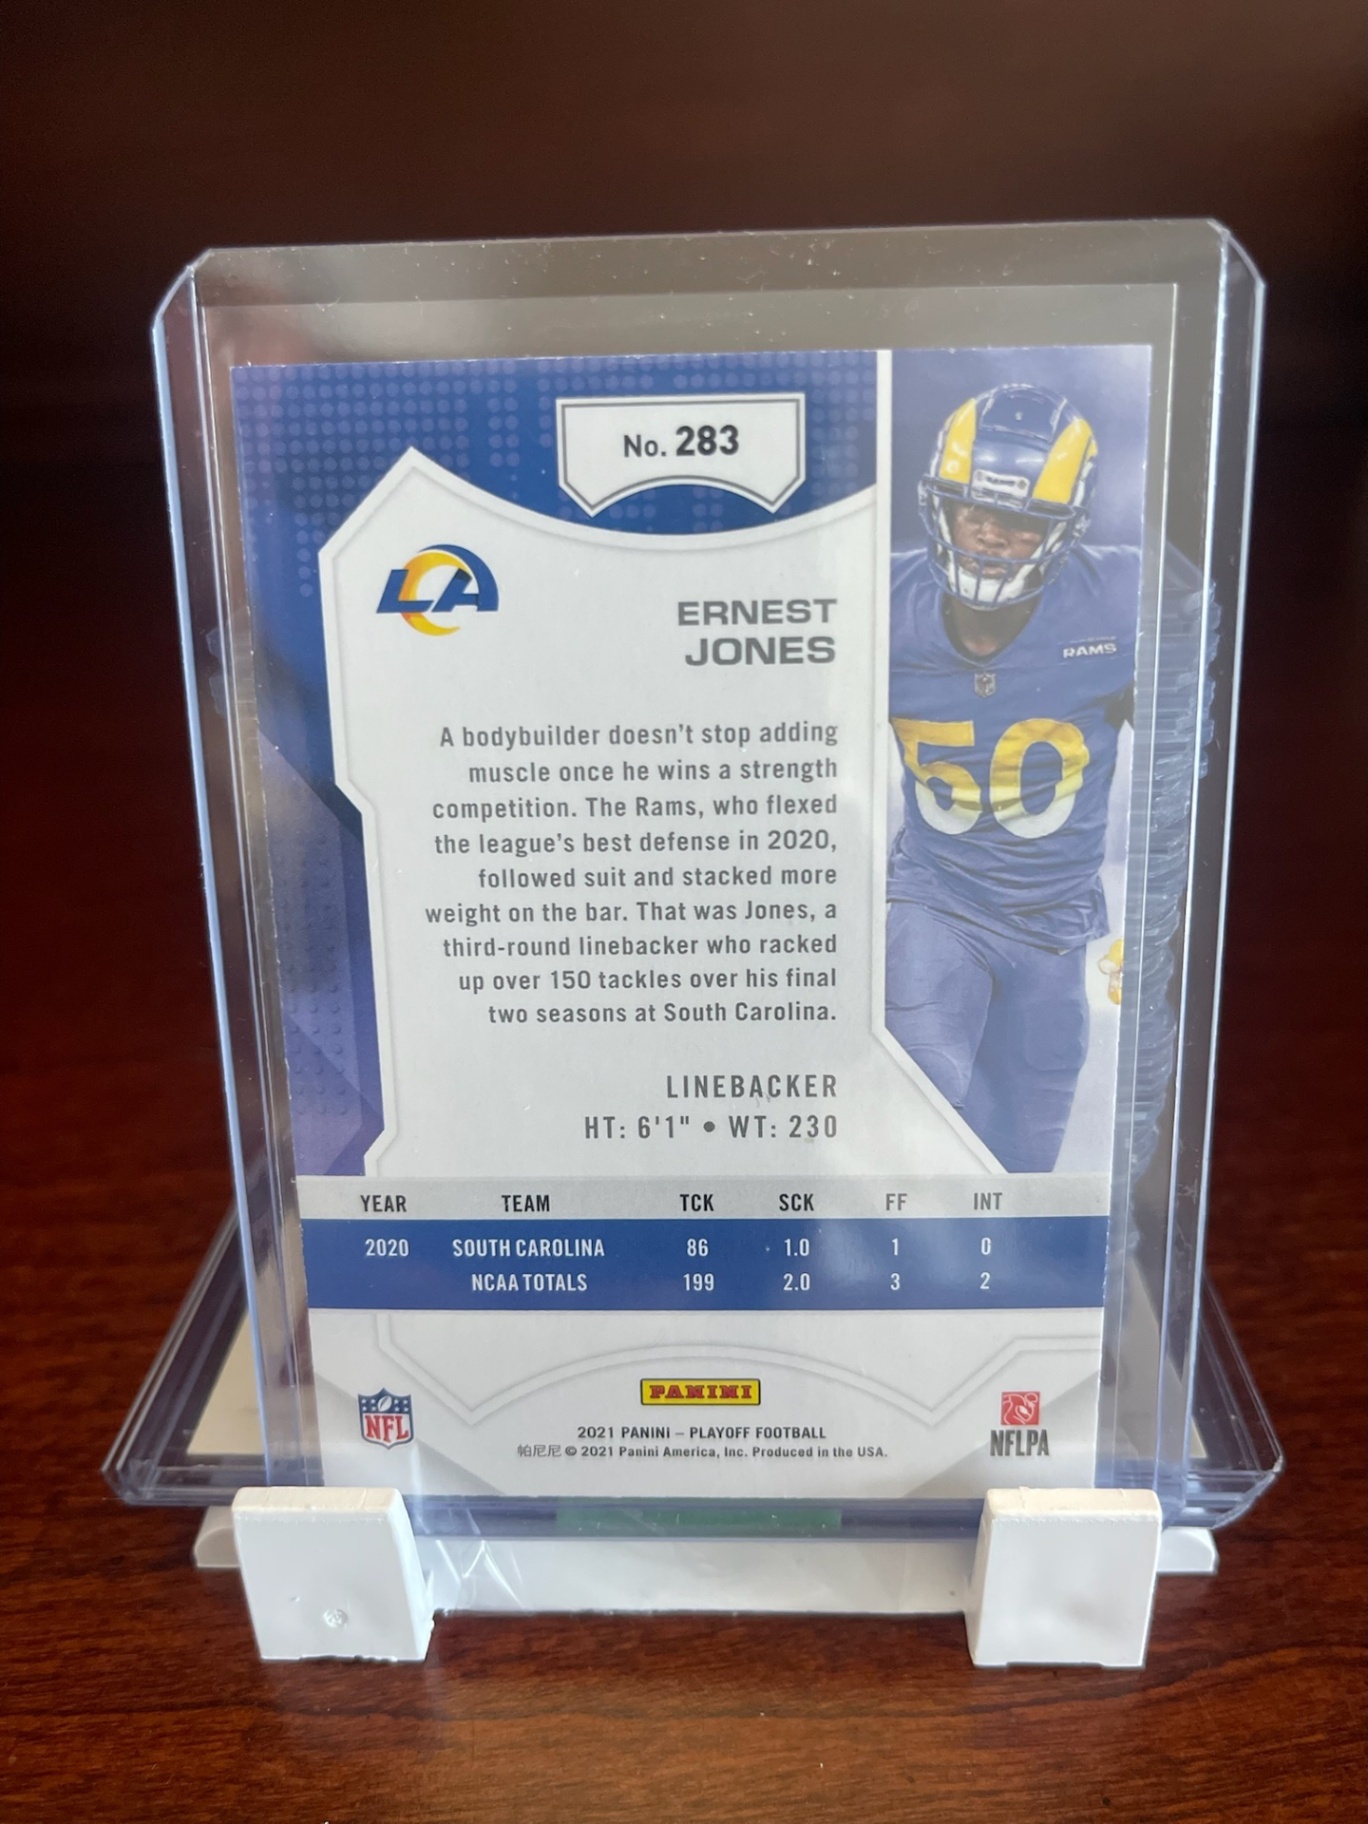 No. 283
LA
ERNEST
JONES
A bodybuilder doesn't stop adding
muscle once he wins a strength
competition. The Rams, who flexed
the league's best defense in 2020,
followed suit and stacked more
weight on the bar. That was Jones, a
third-round linebacker who racked
up over 150 tackles over his final
two seasons at South Carolina.
LINEBACKER
HT: 6'1" • WT: 230
RAMS
50
YEAR TEAM TCK SCK FF INT
2020 SOUTH CAROLINA 86 1.0 1 0
NCAA TOTALS 199 2.0 3 2
NFL
PANINI
NFLPA
2021 PANINI – PLAYOFF FOOTBALL
帕尼尼 © 2021 Panini America, Inc. Produced in the USA.